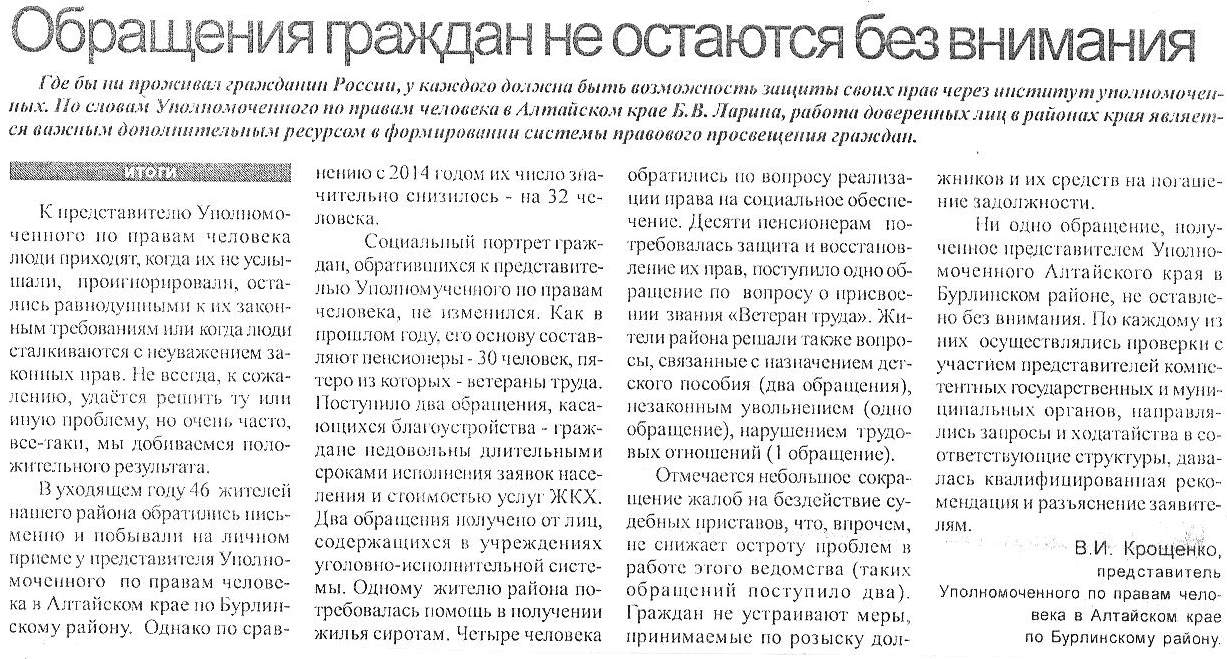 Обращения граждан не остаются без внимания
Где бы ни проживал гражданин России, у каждого должна быть возможность защиты своих прав через институт уполномочен-
ных. По словам Уполномоченного по правам человека в Алтайском крае Б.В. Ларина, работа доверенных лиц в районах края являет-
ся важным дополнительным ресурсом в формировании системы правового просвещения граждан.
ИТОГИ
К представителю Уполномо-
ченного по правам человека
люди приходят, когда их не услы-
шали, проигнорировали, оста-
лись равнодушными к их закон-
ным требованиям или когда люди
сталкиваются с неуважением за-
конных прав. Не всегда, к сожа-
лению, удаётся решить ту или
иную проблему, но очень часто,
все-таки, мы добиваемся поло-
жительного результата.
В уходящем году 46 жителей
нашего района обратились пись-
менно и побывали на личном
приеме у представителя Уполно-
моченного по правам челове-
ка в Алтайском крае по Бурлин-
скому району. Однако по срав-
нению с 2014 годом их число зна-
чительно снизилось - на 32 че-
ловека.
Социальный портрет граж-
дан, обратившихся к представите-
лью Уполномученного по правам
человека, не изменился. Как в
прошлом году, его основу состав-
ляют пенсионеры - 30 человек, пя-
теро из которых - ветераны труда.
Поступило два обращения, каса-
ющихся благоустройства - граж-
дане недовольны длительными
сроками исполнения заявок насе-
ления и стоимостью услуг ЖКХ.
Два обращения получено от лиц,
содержащихся в учреждениях
уголовно-исполнительной систе-
мы. Одному жителю района по-
требовалась помощь в получении
жилья сиротам. Четыре человека
обратились по вопросу реализа-
ции права на социальное обеспе-
чение. Десяти пенсионерам по-
требовалась защита и восстанов-
ление их прав, поступило одно об-
ращение по вопросу о присвое-
нии звания «Ветеран труда». Жи-
тели района решали также вопро-
сы, связанные с назначением дет-
ского пособия (два обращения),
незаконным увольнением (одно
обращение), нарушением трудо-
вых отношений (1 обращение).
Отмечается небольшое сокра-
щение жалоб на бездействие су-
дебных приставов, что, впрочем,
не снижает остроту проблем в
работе этого ведомства (таких
обращений поступило два).
Граждан не устраивают меры,
принимаемые по розыску дол-
жников и их средств на погаше-
ние задолжности.
Ни одно обращение, полу-
ченное представителем Уполно-
моченного Алтайского края в
Бурлинском районе, не оставле-
но без внимания. По каждому из
них осуществлялись проверки с
участием представителей компе-
тентных государственных и муни-
ципальных органов, направля-
лись запросы и ходатайства в со-
ответствующие структуры, дава-
лась квалифицированная реко-
мендация и разъяснение заявите-
лям.
В.И. Крощенко,
представитель
Уполномоченного по правам чело-
века в Алтайском крае
по Бурлинскому району.